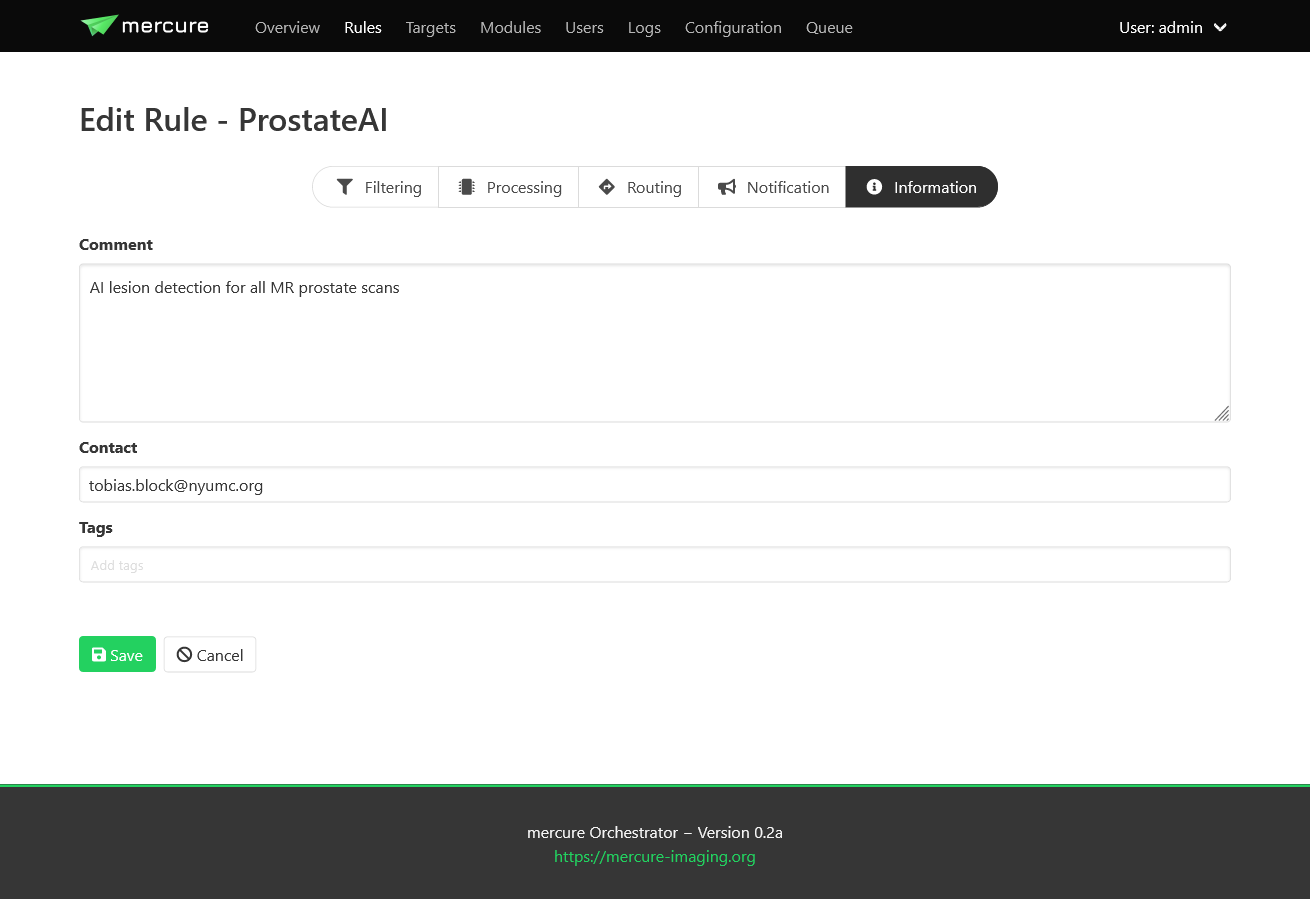 mercure Overview Rules Targets Modules Users Logs Configuration Queue User: admin
Edit Rule - ProstateAI
Filtering Processing Routing Notification Information
Comment
AI lesion detection for all MR prostate scans
Contact
tobias.block@nyumc.org
Tags
Add tags
Save Cancel
mercure Orchestrator – Version 0.2a
https://mercure-imaging.org